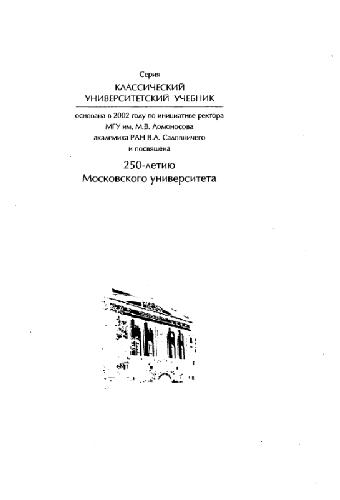 Серия
КЛАССИЧЕСКИЙ
УНИВЕРСИТЕТСКИЙ УЧЕБНИК
основана в 2002 году по инициативе ректора
МГУ им. М.В. Ломоносова
академика РАН В.А. Садовничего
и посвящена
250-летию
Московского университета